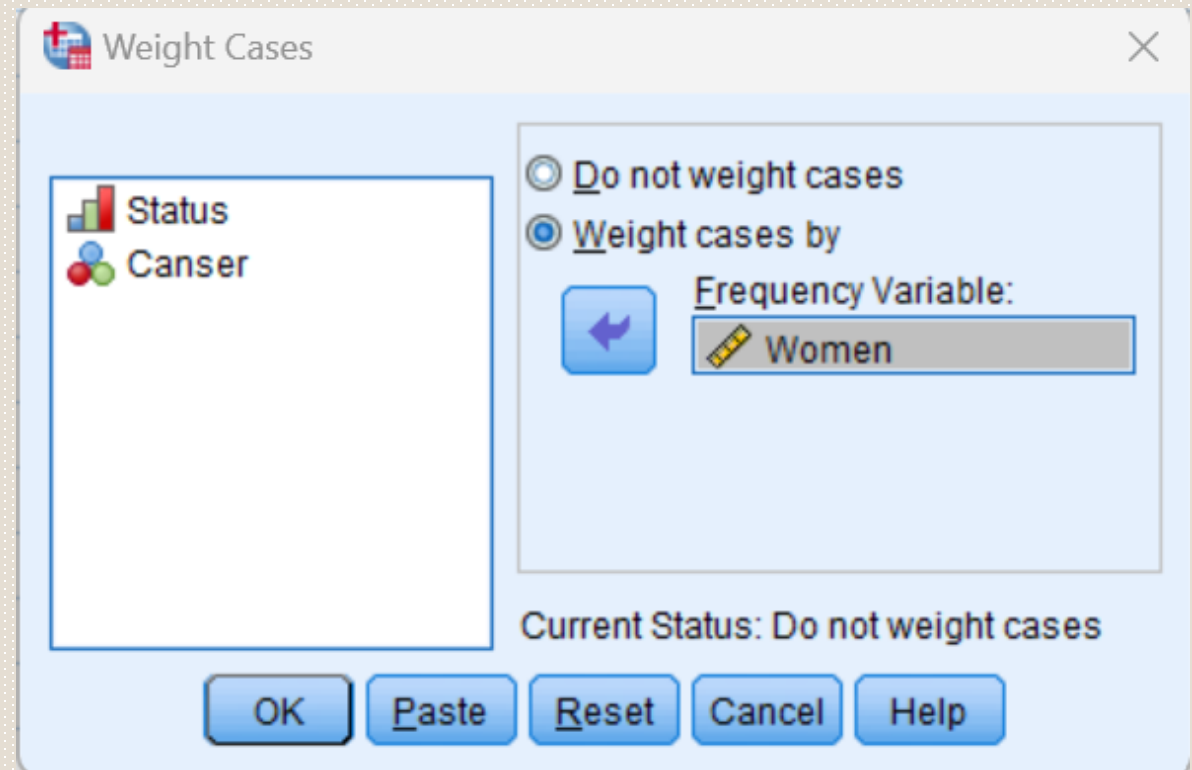 Weight Cases
Status
Canser
Do not weight cases
Weight cases by
Frequency Variable:
Women
Current Status: Do not weight cases
OK Paste Reset Cancel Help